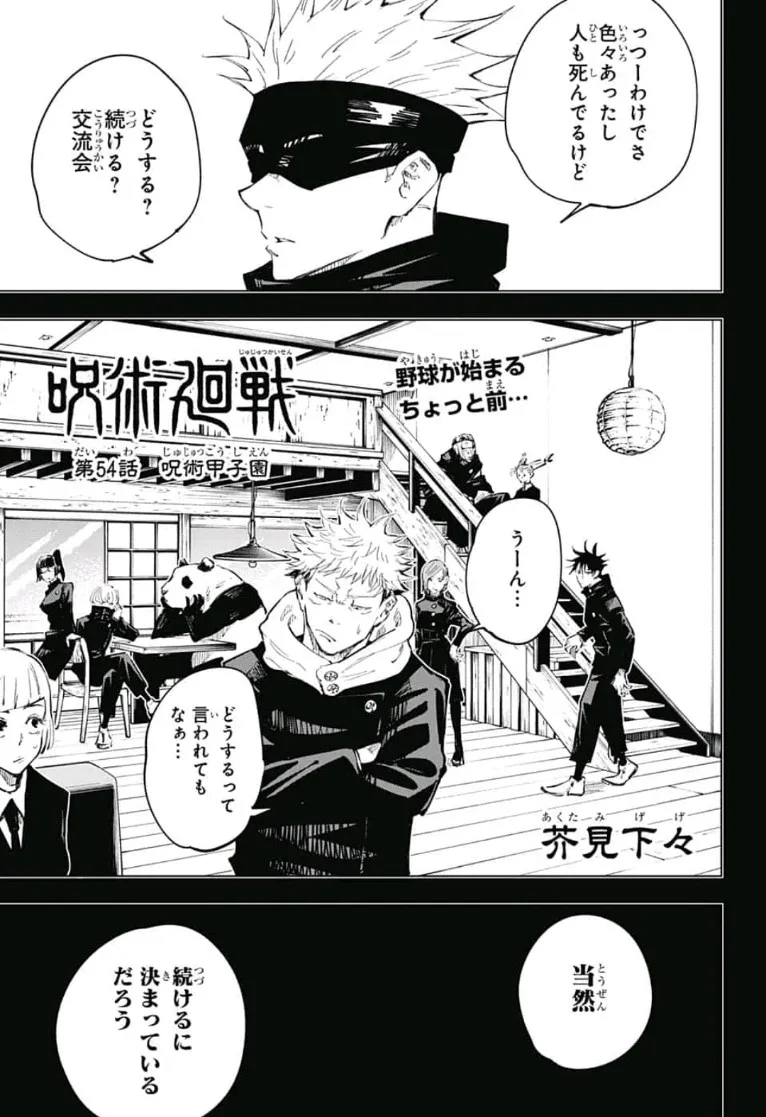 っつーわけでさ
色々あったし
人も死んでるけど
どうする？
続ける？
交流会
呪術廻戦
第54話 呪術甲子園
野球が始まる
ちょっと前…
うーん…
どうするって
言われても
なぁ…
芥見下々
当然
続けるに
決まっている
だろう